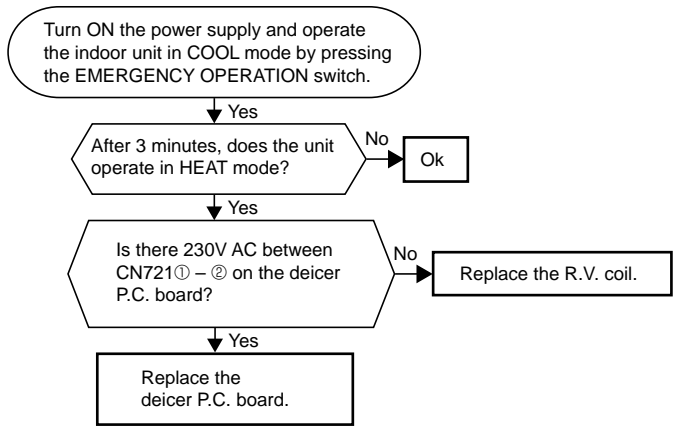 Turn ON the power supply and operate
the indoor unit in COOL mode by pressing
the EMERGENCY OPERATION switch.
Yes
After 3 minutes, does the unit
operate in HEAT mode?
No
Ok
Yes
Is there 230V AC between
CN721① – ② on the deicer
P.C. board?
No
Replace the R.V. coil.
Yes
Replace the
deicer P.C. board.